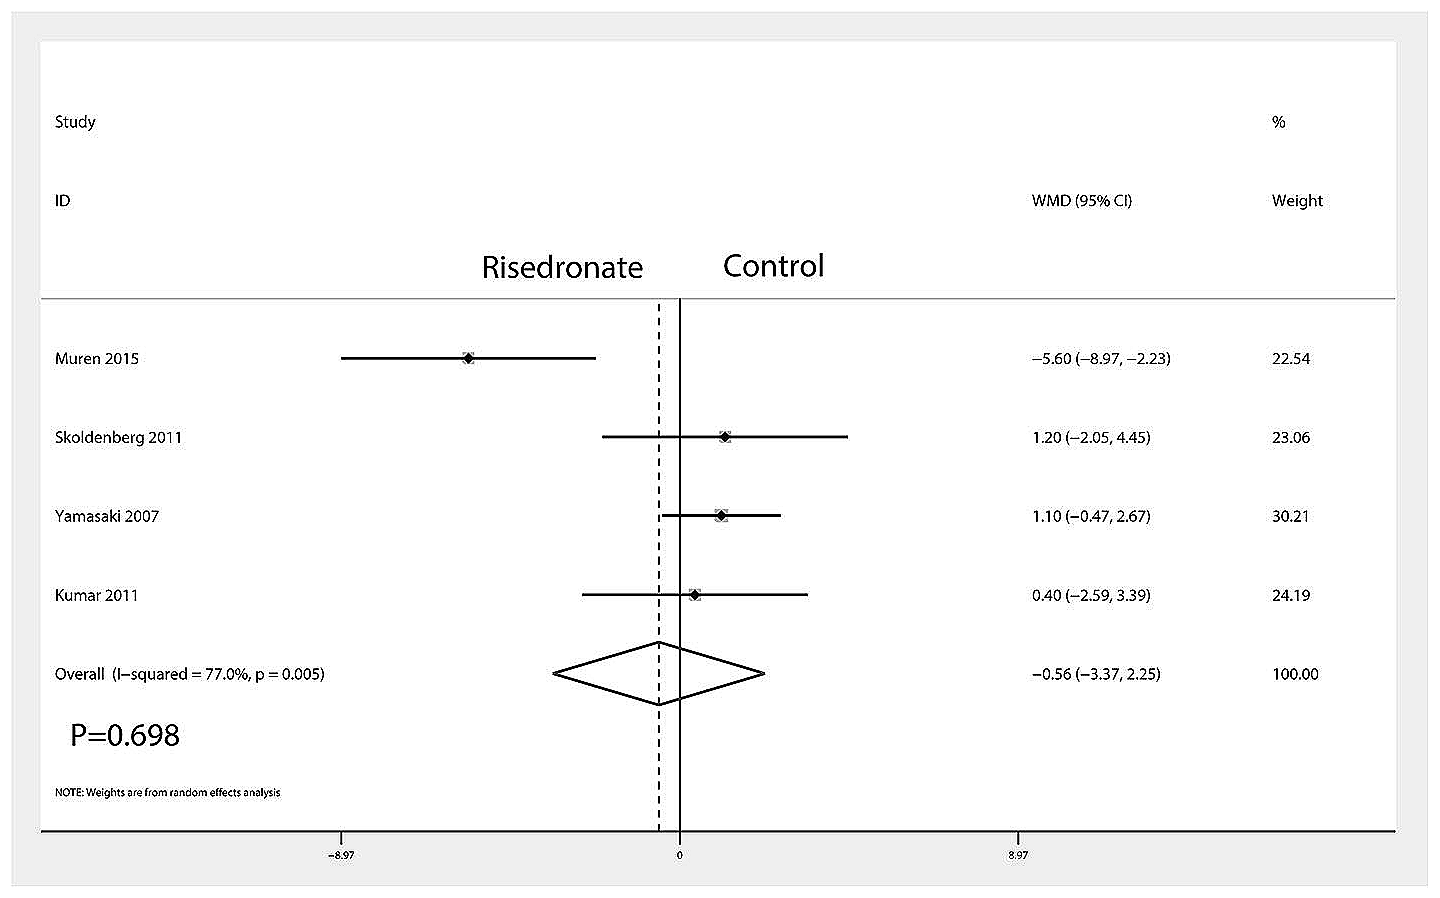 Study %
ID WMD (95% CI) Weight
Risedronate Control
Muren 2015 −5.60 (−8.97, −2.23) 22.54
Skoldenberg 2011 1.20 (−2.05, 4.45) 23.06
Yamasaki 2007 1.10 (−0.47, 2.67) 30.21
Kumar 2011 0.40 (−2.59, 3.39) 24.19
Overall (I−squared = 77.0%, p = 0.005) −0.56 (−3.37, 2.25) 100.00
P=0.698
NOTE: Weights are from random effects analysis
−8.97 0 8.97